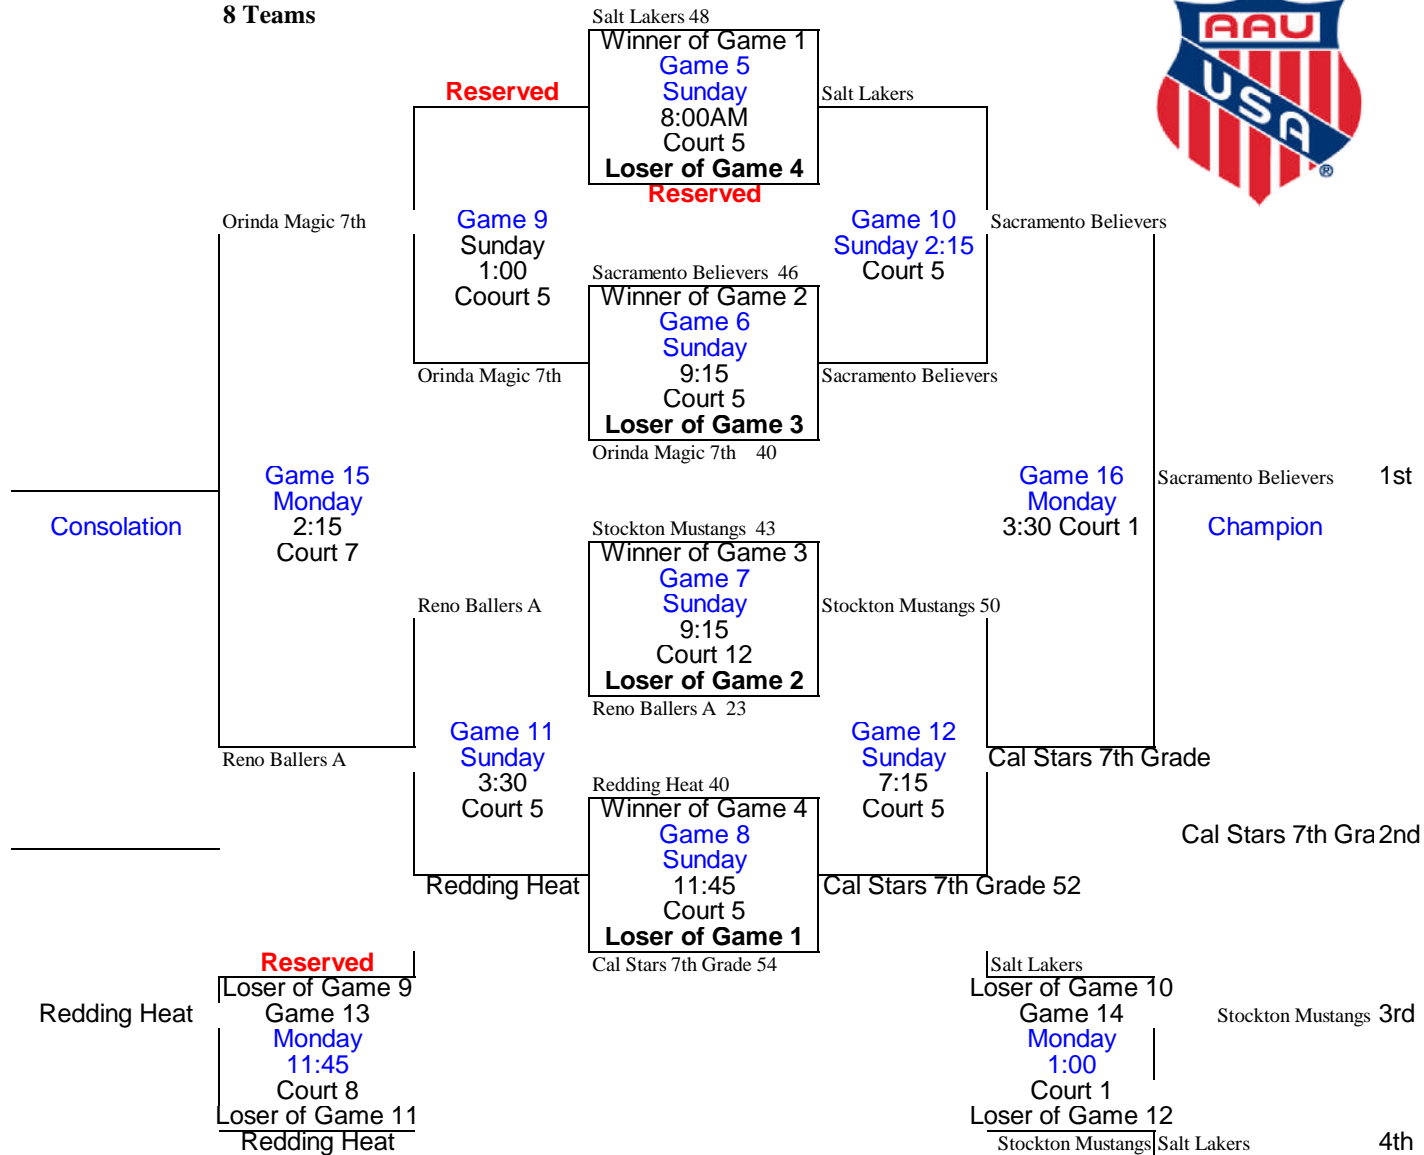 8 Teams
Salt Lakers 48
AAU
USA
®
Winner of Game 1
Game 5
Sunday
8:00AM
Court 5
Loser of Game 4
Reserved
Reserved
Salt Lakers
Orinda Magic 7th
Game 9
Sunday
1:00
Coourt 5
Game 10
Sunday 2:15
Court 5
Sacramento Believers
Sacramento Believers 46
Winner of Game 2
Game 6
Sunday
9:15
Court 5
Loser of Game 3
Orinda Magic 7th 40
Orinda Magic 7th
Sacramento Believers
Game 15
Monday
2:15
Court 7
Consolation
Game 16
Monday
3:30 Court 1
Sacramento Believers 1st
Champion
Stockton Mustangs 43
Winner of Game 3
Game 7
Sunday
9:15
Court 12
Loser of Game 2
Reno Ballers A 23
Reno Ballers A
Stockton Mustangs 50
Reno Ballers A
Game 11
Sunday
3:30
Court 5
Game 12
Sunday
7:15
Court 5
Cal Stars 7th Grade
Redding Heat 40
Winner of Game 4
Game 8
Sunday
11:45
Court 5
Loser of Game 1
Cal Stars 7th Grade 54
Cal Stars 7th Gra 2nd
Redding Heat
Cal Stars 7th Grade 52
Reserved
Loser of Game 9
Game 13
Monday
11:45
Court 8
Loser of Game 11
Redding Heat
Redding Heat
Salt Lakers
Loser of Game 10
Game 14
Monday
1:00
Court 1
Loser of Game 12
Stockton Mustangs
Stockton Mustangs 3rd
Salt Lakers 4th